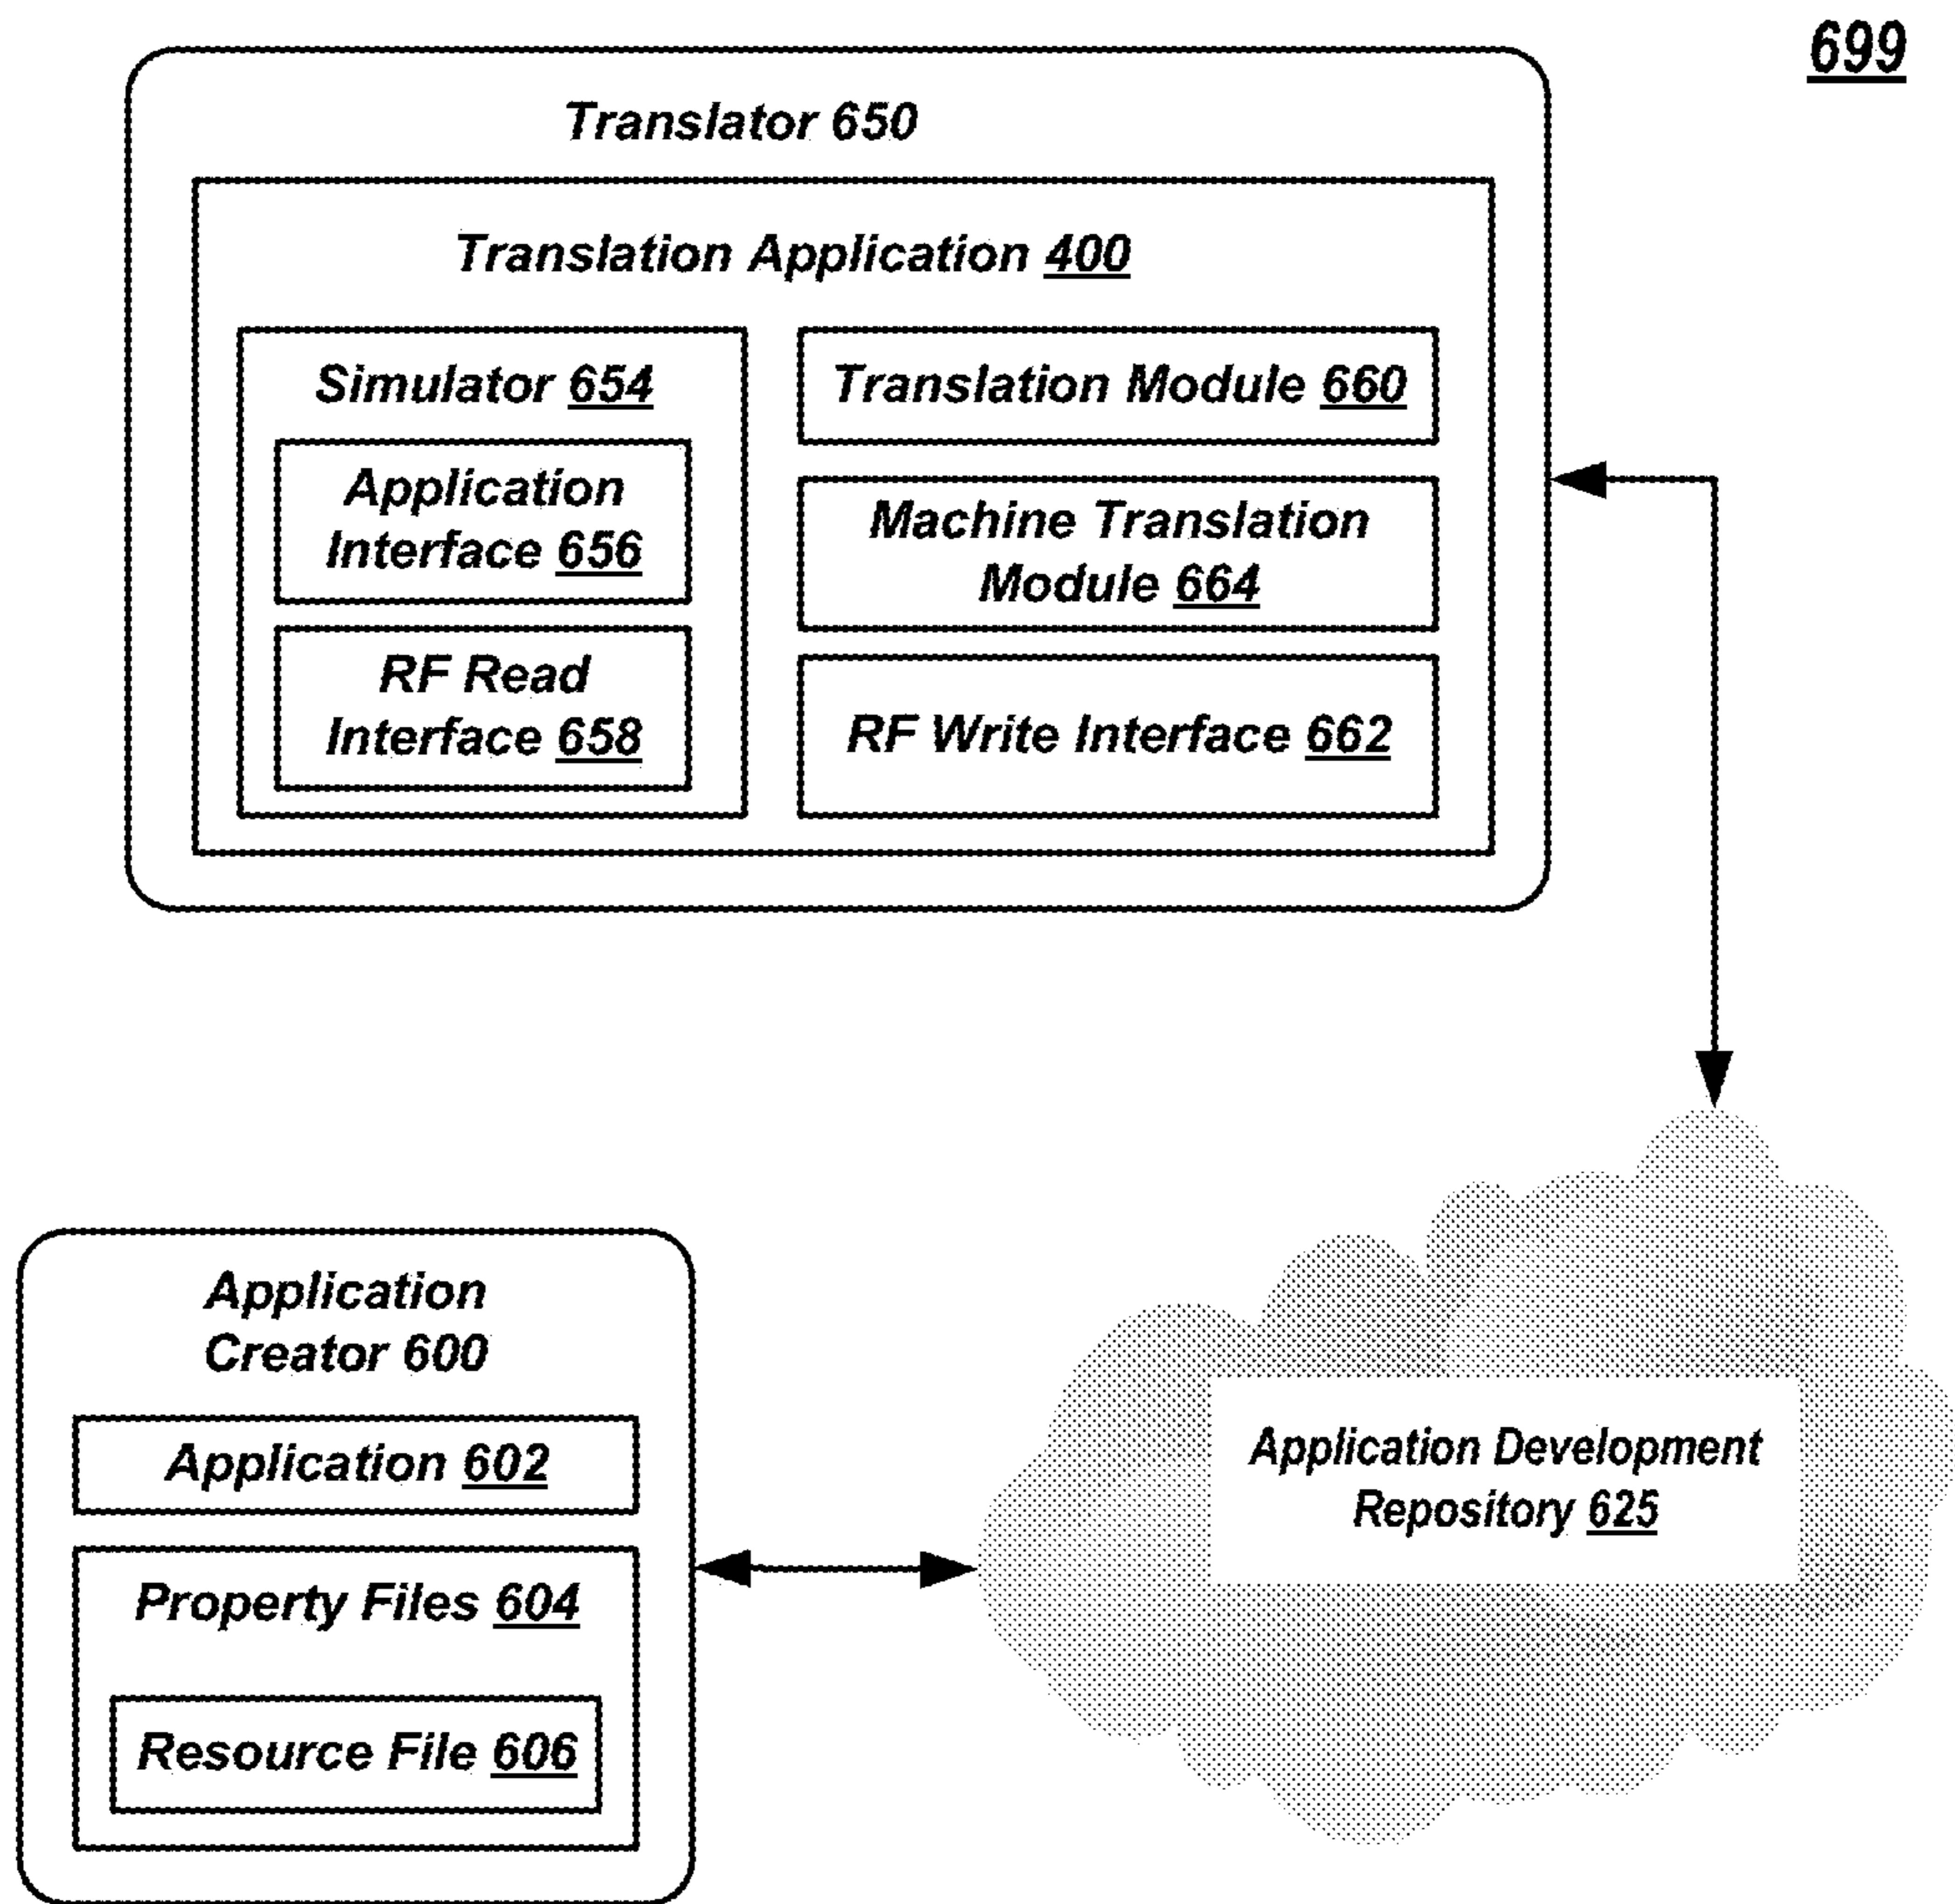 699
Translator 650
Translation Application 400
Simulator 654
Application
Interface 656
RF Read
Interface 658
Translation Module 660
Machine Translation
Module 664
RF Write Interface 662
Application
Creator 600
Application 602
Property Files 604
Resource File 606
Application Development
Repository 625